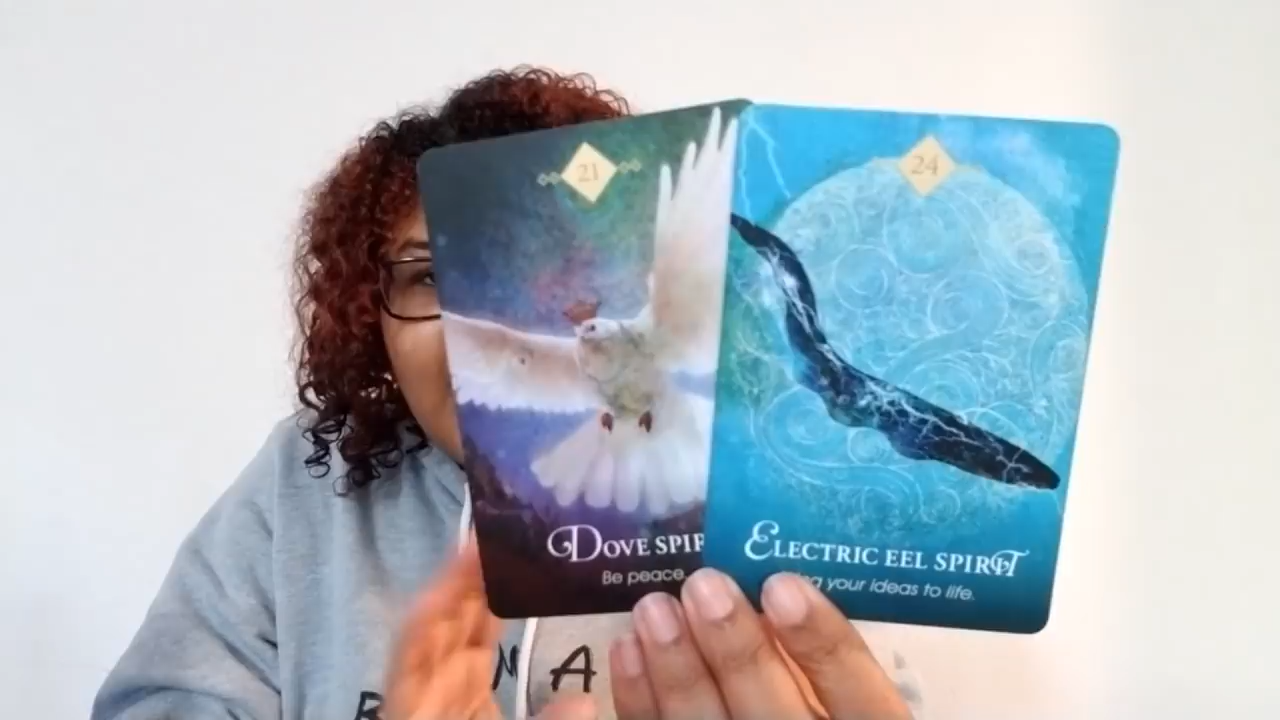 21
DOVE SPIR
Be peace.
24
ELECTRIC EEL SPIRIT
your ideas to life.
A